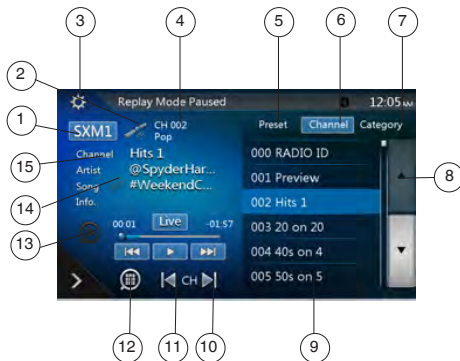 3
4
5
6
7
2
Replay Mode Paused
12:05 AM
1
SXM1
CH 002
Pop
Preset
Channel
Category
15
Channel
Hits 1
Artist
@SpyderHar...
Song
#WeekendC...
Info.
14
000 RADIO ID
001 Preview
002 Hits 1
003 20 on 20
004 40s on 4
005 50s on 5
8
13
00:01
Live
-01:57
CH
12
11
10
9